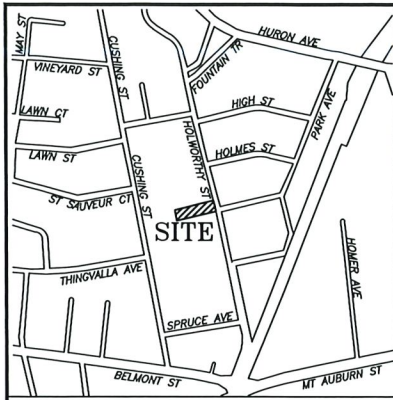 MAY ST
CUSHING ST
HURON AVE
VINEYARD ST
FOUNTAIN TR
LAWN CT
HOLWORTHY ST
HIGH ST
PARK AVE
LAWN ST
CUSHING ST
HOLMES ST
ST SAUVEUR CT
SITE
THINGVALLA AVE
HOMER AVE
SPRUCE AVE
BELMONT ST
MT AUBURN ST